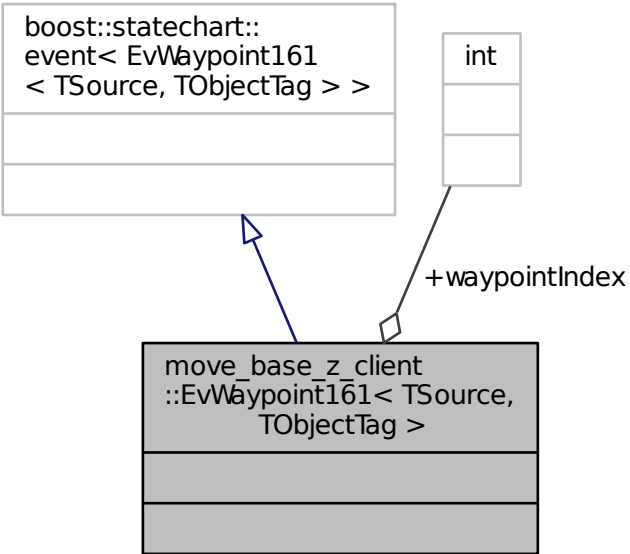 boost::statechart::
event< EvWaypoint161
< TSource, TObjectTag > >
int
+waypointIndex
move_base_z_client
::EvWaypoint161< TSource,
TObjectTag >